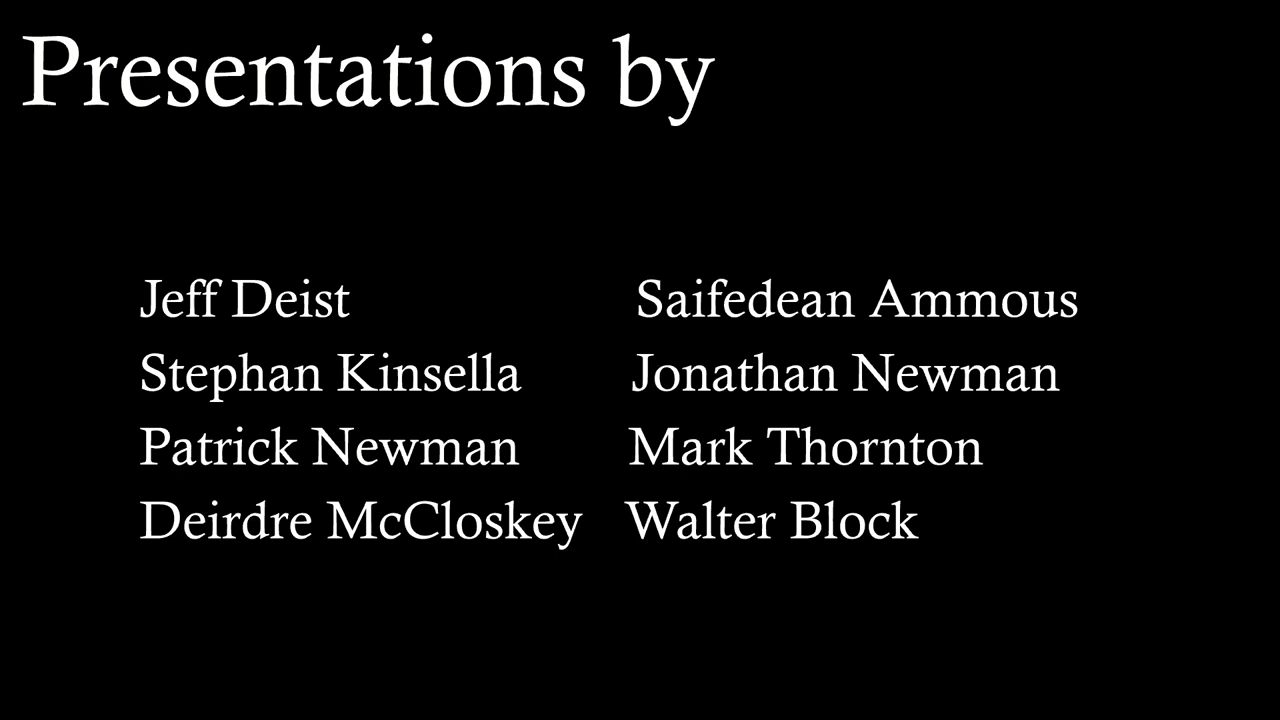 Presentations by
Jeff Deist Saifedean Ammous
Stephan Kinsella Jonathan Newman
Patrick Newman Mark Thornton
Deirdre McCloskey Walter Block